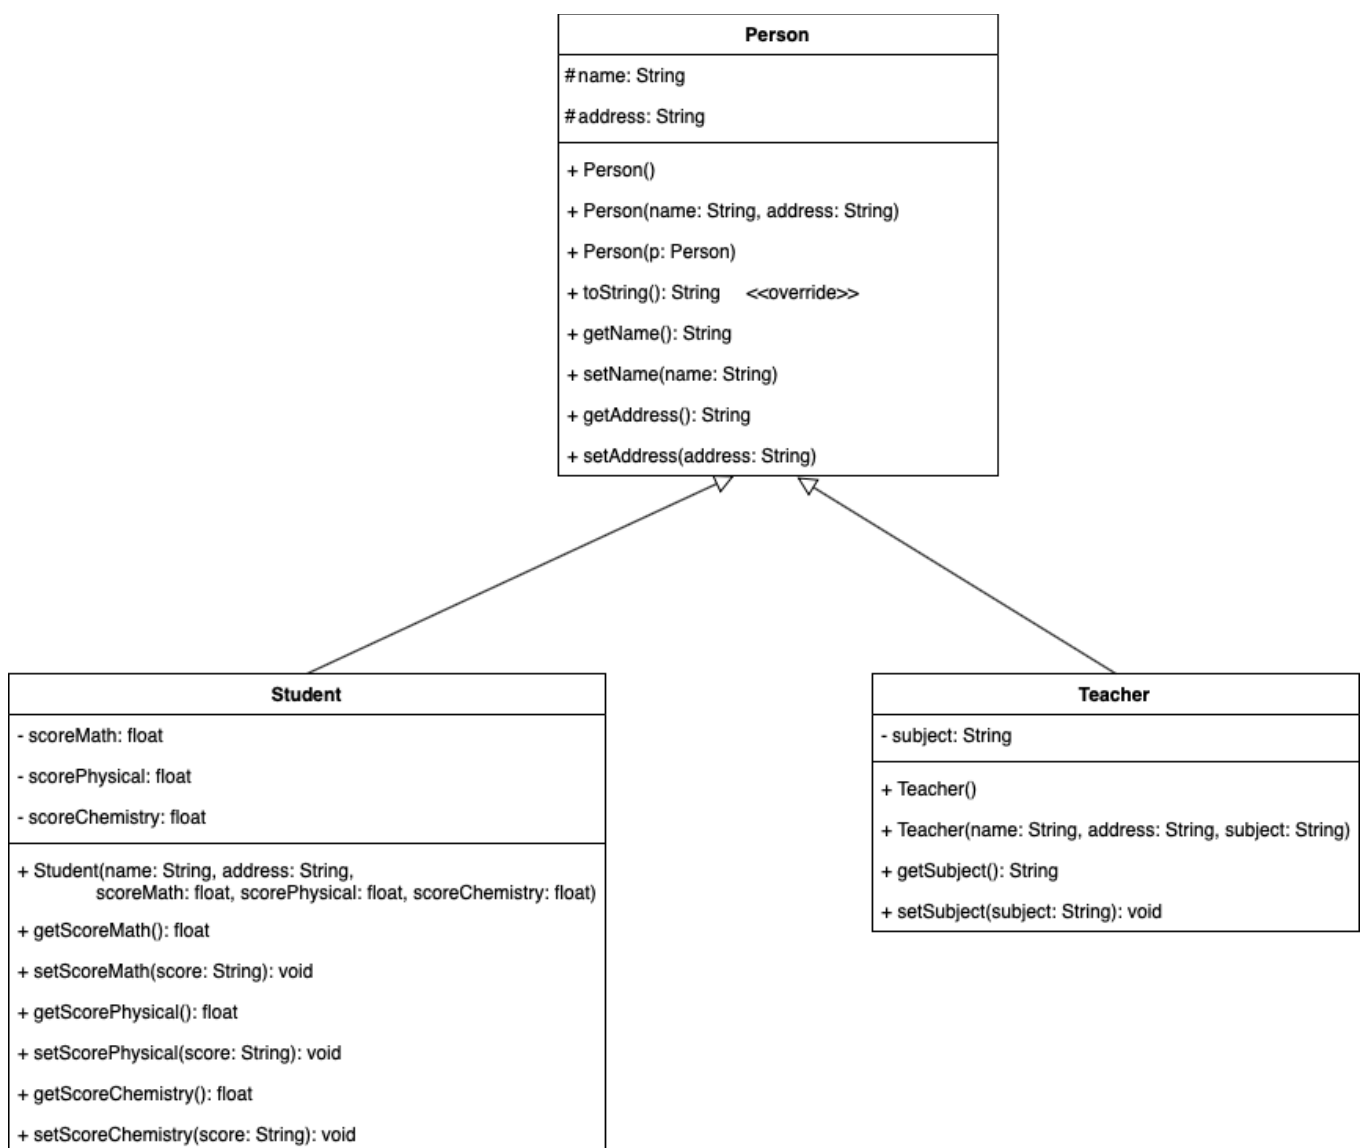 Person
#name: String
#address: String
+ Person()
+ Person(name: String, address: String)
+ Person(p: Person)
+ toString(): String <<override>>
+ getName(): String
+ setName(name: String)
+ getAddress(): String
+ setAddress(address: String)
Student
- scoreMath: float
- scorePhysical: float
- scoreChemistry: float
+ Student(name: String, address: String,
scoreMath: float, scorePhysical: float, scoreChemistry: float)
+ getScoreMath(): float
+ setScoreMath(score: String): void
+ getScorePhysical(): float
+ setScorePhysical(score: String): void
+ getScoreChemistry(): float
+ setScoreChemistry(score: String): void
Teacher
- subject: String
+ Teacher()
+ Teacher(name: String, address: String, subject: String)
+ getSubject(): String
+ setSubject(subject: String): void